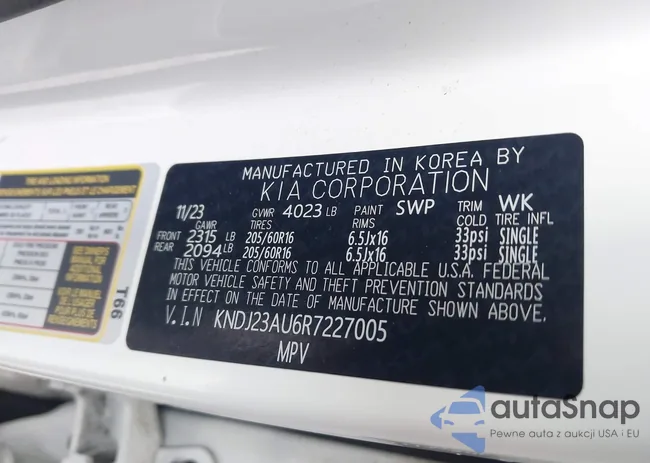 MANUFACTURED IN KOREA BY
KIA CORPORATION
11/23 GVWR 4023 LB PAINT SWP TRIM WK
GAWR TIRES RIMS COLD TIRE INFL
FRONT 2315 LB 205/60R16 6.5Jx16 33psi SINGLE
REAR 2094 LB 205/60R16 6.5Jx16 33psi SINGLE
THIS VEHICLE CONFORMS TO ALL APPLICABLE U.S.A. FEDERAL
MOTOR VEHICLE SAFETY AND THEFT PREVENTION STANDARDS
IN EFFECT ON THE DATE OF MANUFACTURE SHOWN ABOVE.
V.I.N KNDJ23AU6R7227005
MPV
T66
autaSnap
Pewne auta z aukcji USA i EU